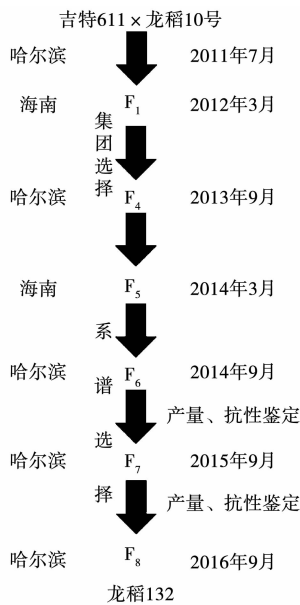 吉特611×龙稻10号
哈尔滨 2011年7月
海南 F₁ 2012年3月
集团选择
哈尔滨 F₄ 2013年9月
海南 F₅ 2014年3月
系谱选择
哈尔滨 F₆ 2014年9月
产量、抗性鉴定
哈尔滨 F₇ 2015年9月
产量、抗性鉴定
哈尔滨 F₈ 2016年9月
龙稻132